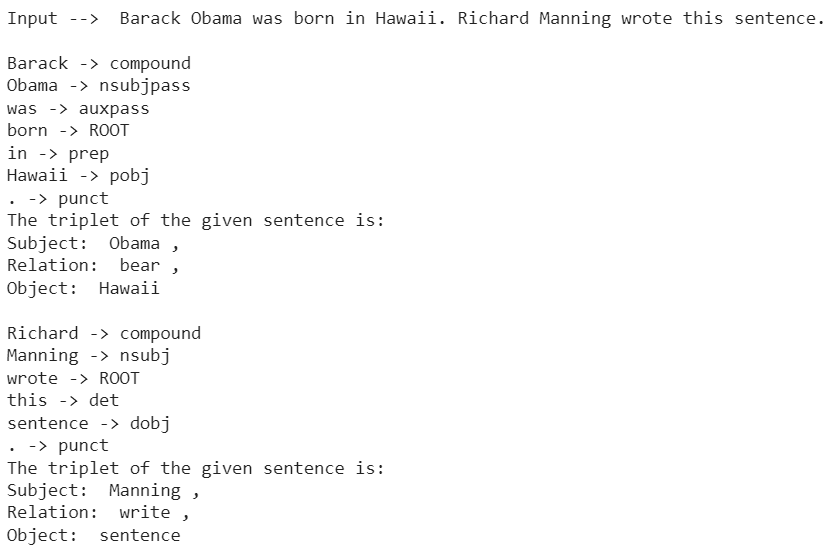 Input -->  Barack Obama was born in Hawaii. Richard Manning wrote this sentence.
Barack -> compound
Obama -> nsubjpass
was -> auxpass
born -> ROOT
in -> prep
Hawaii -> pobj
. -> punct
The triplet of the given sentence is:
Subject:  Obama ,
Relation:  bear ,
Object:  Hawaii
Richard -> compound
Manning -> nsubj
wrote -> ROOT
this -> det
sentence -> dobj
. -> punct
The triplet of the given sentence is:
Subject:  Manning ,
Relation:  write ,
Object:  sentence